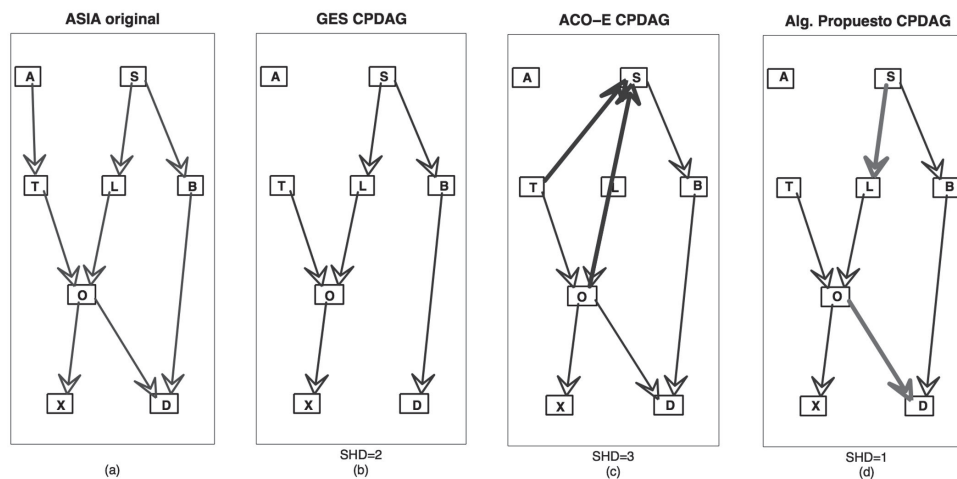 ASIA original
A
S
T
L
B
O
X
D
(a)
GES CPDAG
A
S
T
L
B
O
X
D
SHD=2
(b)
ACO–E CPDAG
A
S
T
L
B
O
X
D
SHD=3
(c)
Alg. Propuesto CPDAG
A
S
T
L
B
O
X
D
SHD=1
(d)